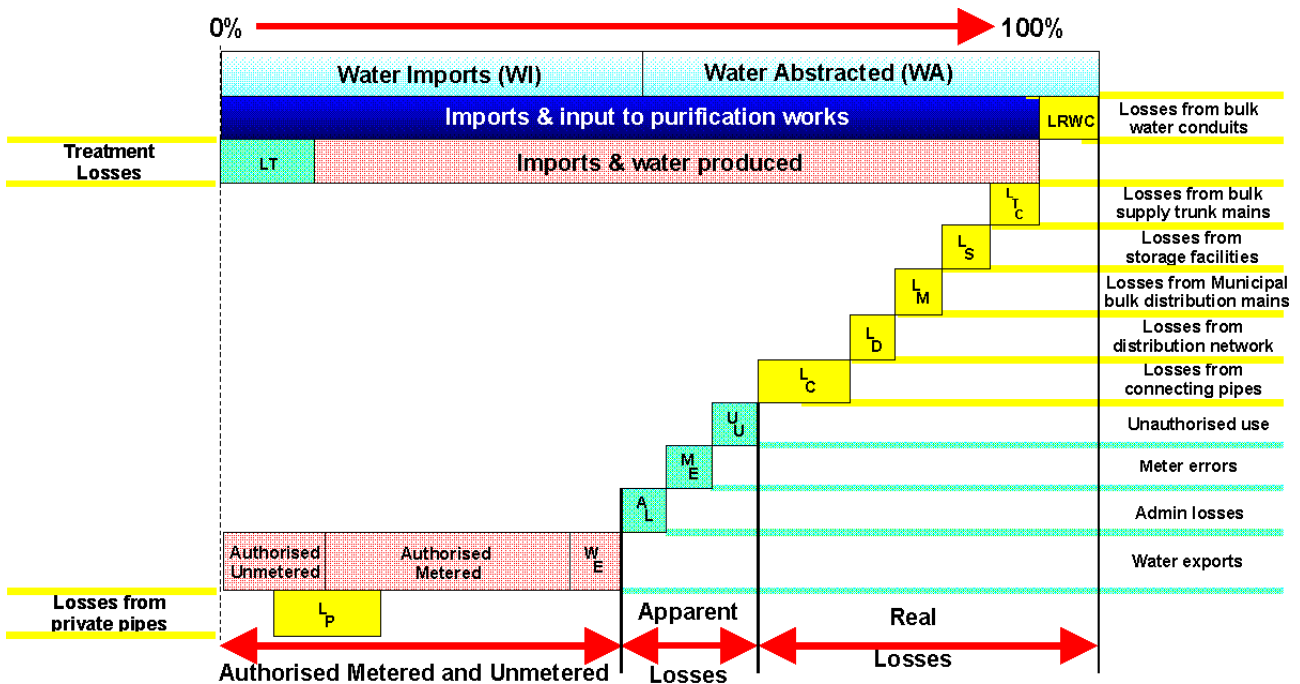 0% 100%
Water Imports (WI) Water Abstracted (WA)
Imports & input to purification works
LRWC
Losses from bulk
water conduits
Treatment
Losses
LT
Imports & water produced
LTC
Losses from bulk
supply trunk mains
LS
Losses from
storage facilities
LM
Losses from Municipal
bulk distribution mains
LD
Losses from
distribution network
LC
Losses from
connecting pipes
UU
Unauthorised use
ME
Meter errors
AL
Admin losses
Authorised
Unmetered
Authorised
Metered
WE
Water exports
Losses from
private pipes
LP
Apparent
Losses
Real
Losses
Authorised Metered and Unmetered